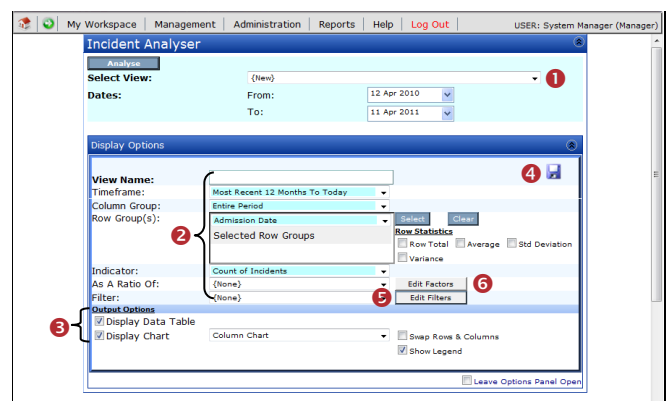 My Workspace Management Administration Reports Help Log Out USER: System Manager (Manager)
Incident Analyser
Analyse
Select View: {New} 1
Dates: From: 12 Apr 2010
To: 11 Apr 2011
Display Options
4
View Name:
Timeframe: Most Recent 12 Months To Today
Column Group: Entire Period
Row Group(s): Admission Date Select Clear
2 Selected Row Groups Row Statistics
Row Total Average Std Deviation
Variance
Indicator: Count of Incidents
As A Ratio Of: {None} Edit Factors 6
Filter: {None} 5 Edit Filters
Output Options
3 Display Data Table
Display Chart Column Chart Swap Rows & Columns
Show Legend
Leave Options Panel Open